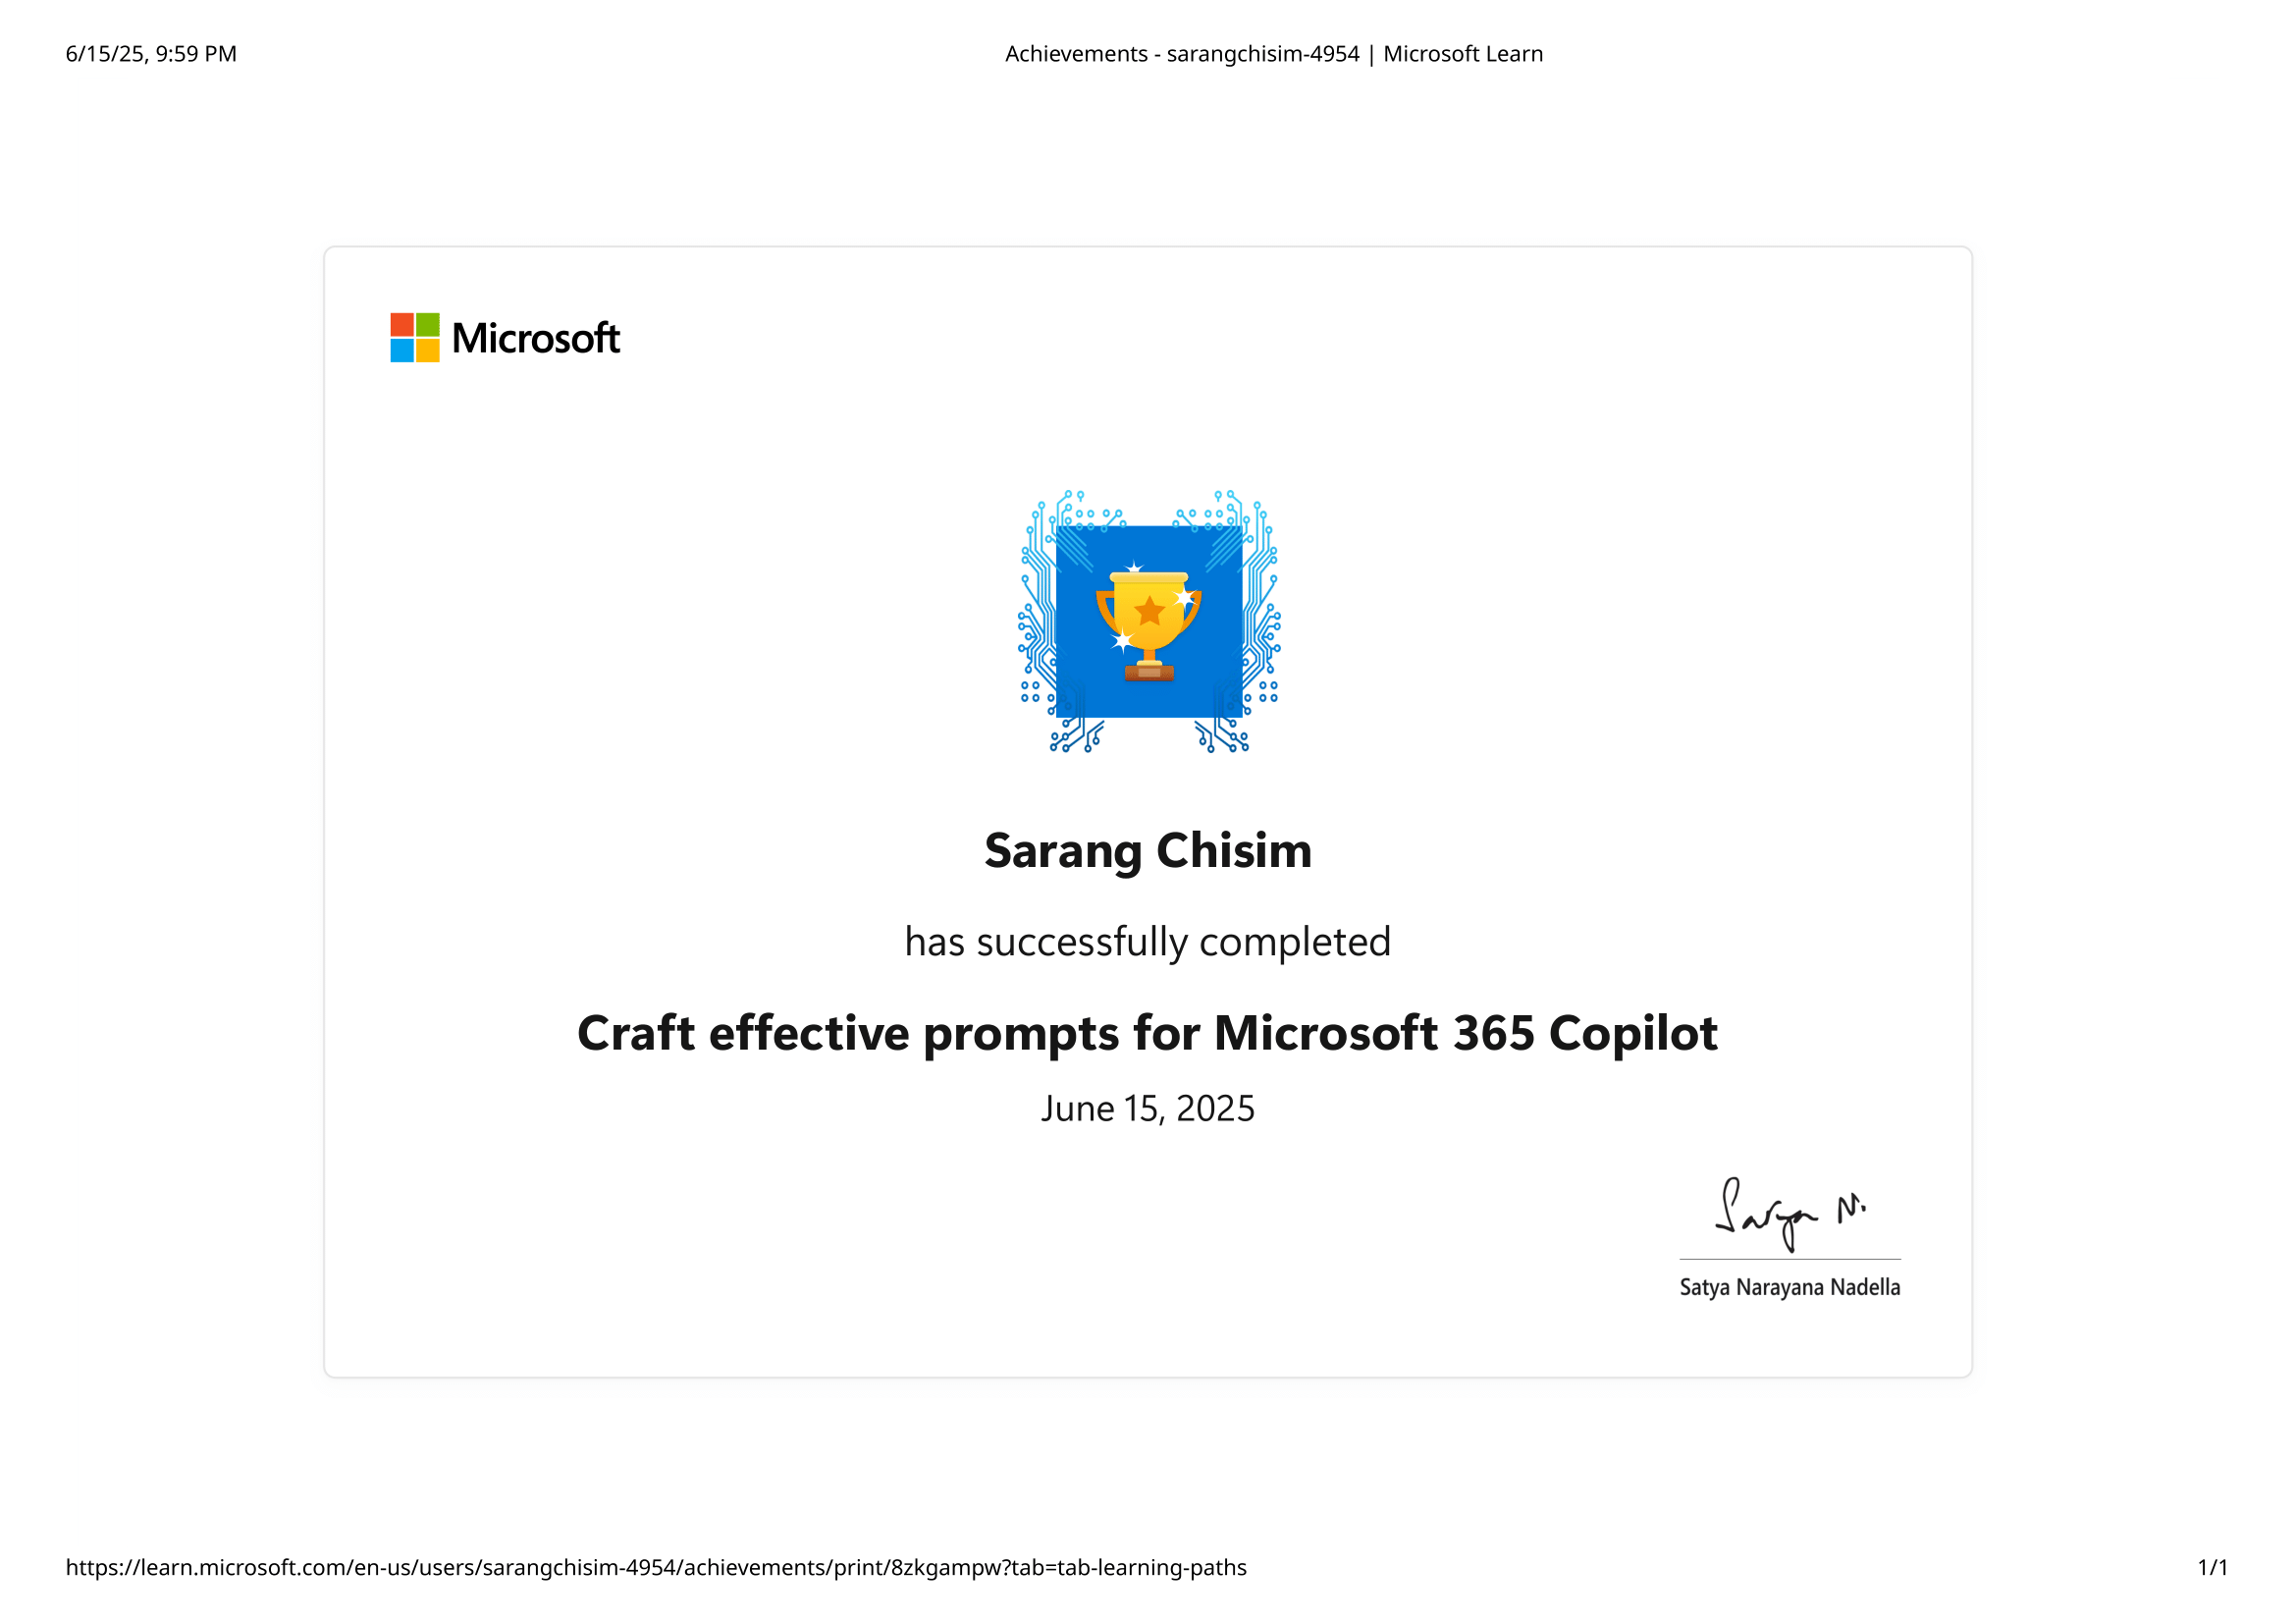 6/15/25, 9:59 PM
Achievements - sarangchisim-4954 | Microsoft Learn
Microsoft
Sarang Chisim
has successfully completed
Craft effective prompts for Microsoft 365 Copilot
June 15, 2025
Satya N.
Satya Narayana Nadella
https://learn.microsoft.com/en-us/users/sarangchisim-4954/achievements/print/8zkgampw?tab=tab-learning-paths
1/1